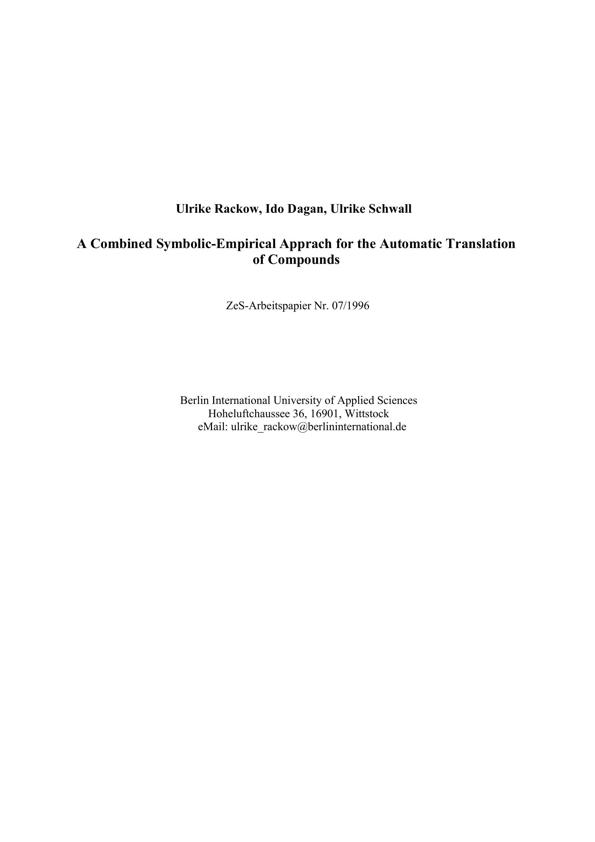 Ulrike Rackow, Ido Dagan, Ulrike Schwall
A Combined Symbolic-Empirical Apprach for the Automatic Translation
of Compounds
ZeS-Arbeitspapier Nr. 07/1996
Berlin International University of Applied Sciences
Hoheluftchaussee 36, 16901, Wittstock
eMail: ulrike_rackow@berlininternational.de